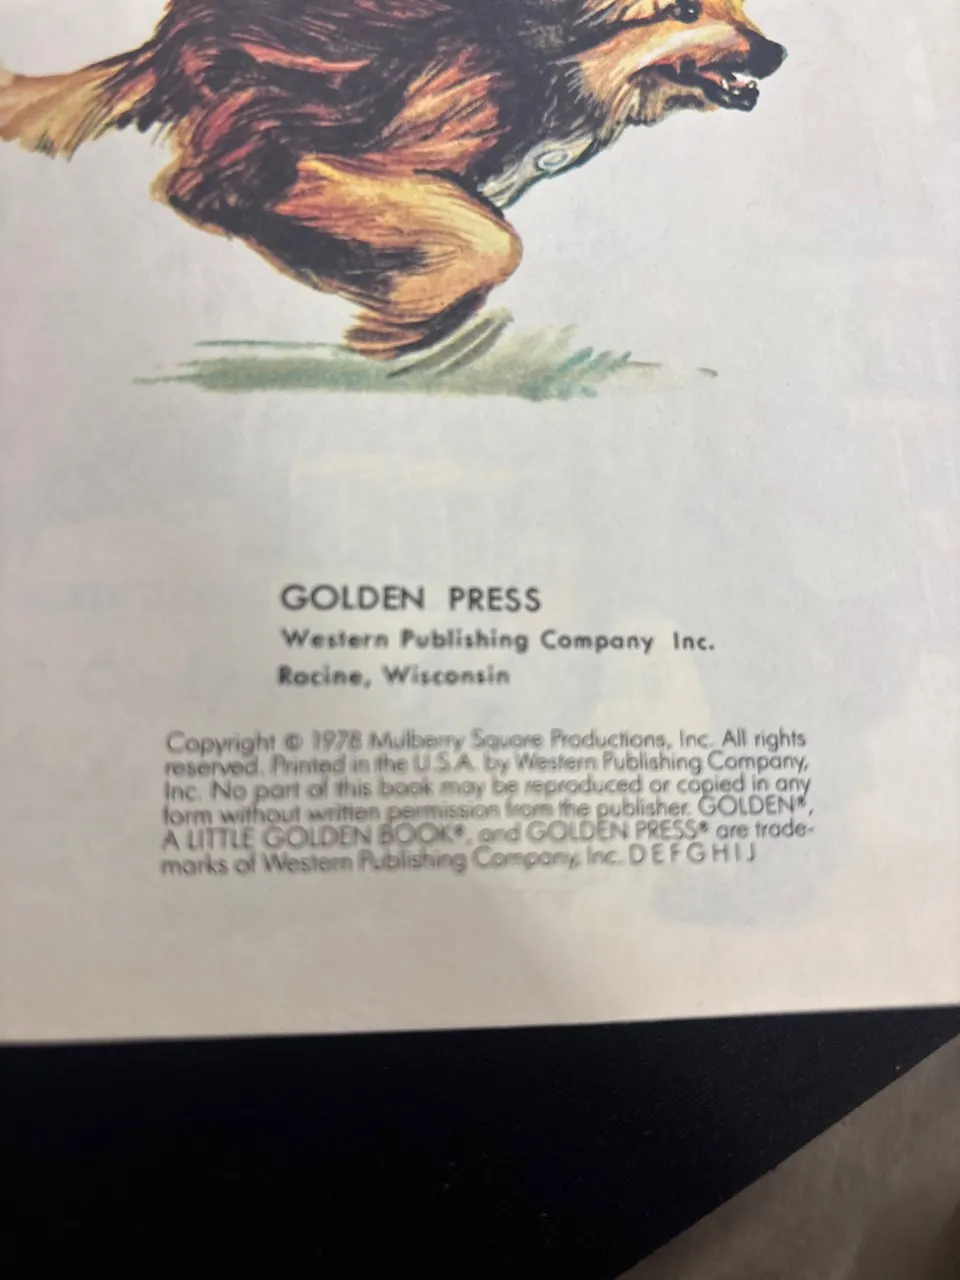 GOLDEN PRESS
Western Publishing Company Inc.
Racine, Wisconsin
Copyright © 1978 Mulberry Square Productions, Inc. All rights
reserved. Printed in the U.S.A. by Western Publishing Company,
Inc. No part of this book may be reproduced or copied in any
form without written permission from the publisher. GOLDEN®,
A LITTLE GOLDEN BOOK®, and GOLDEN PRESS® are trade-
marks of Western Publishing Company, Inc. D E F G H I J